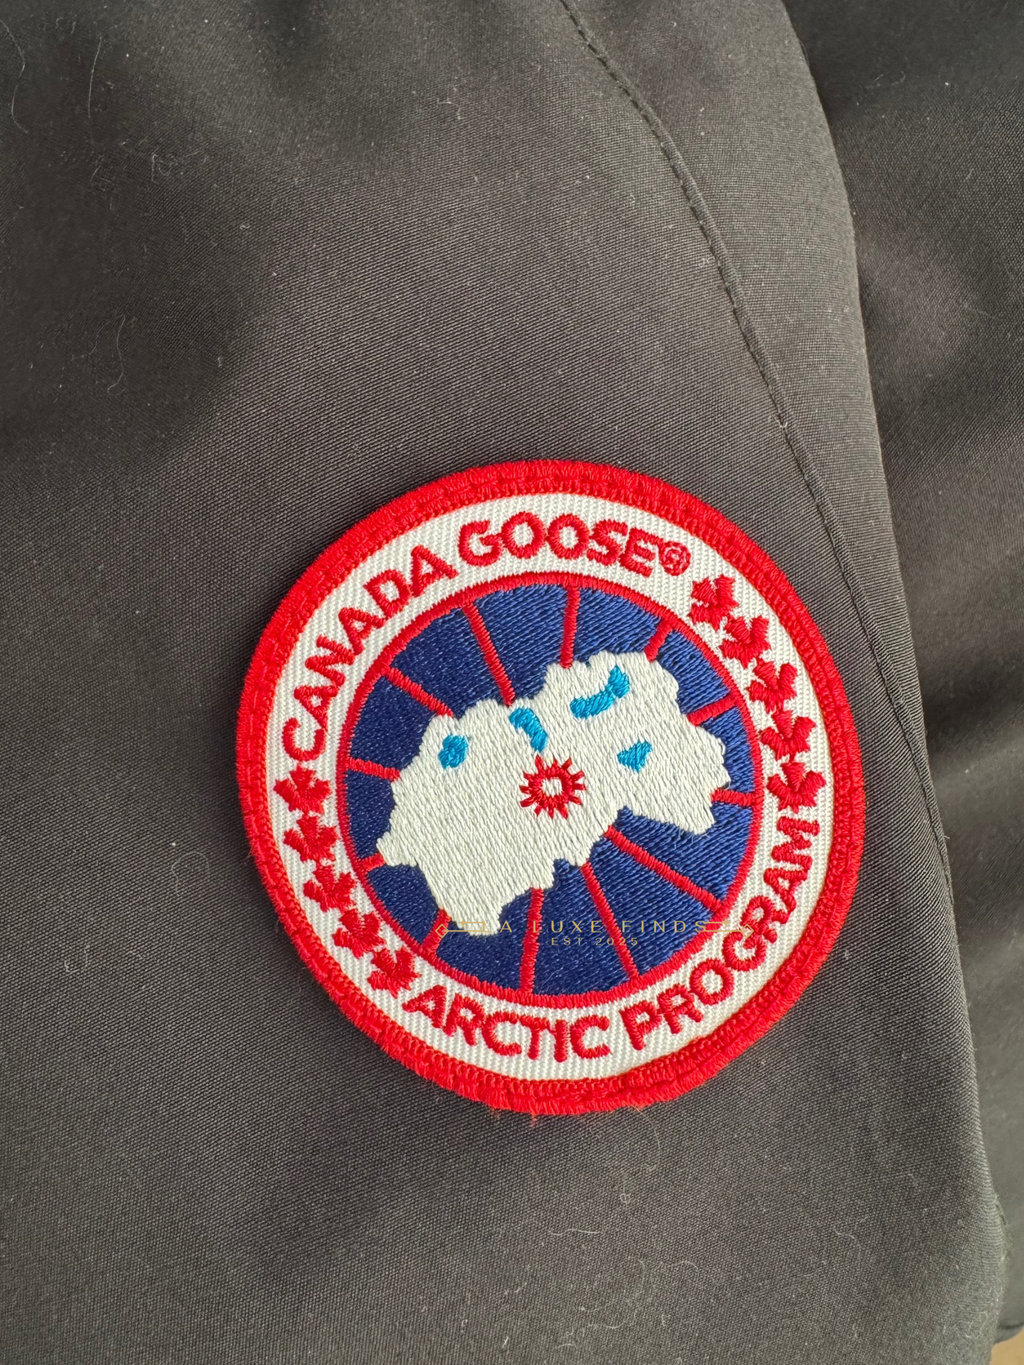 CANADA GOOSE®
ARCTIC PROGRAM
A LUXE FINDS
EST 2025